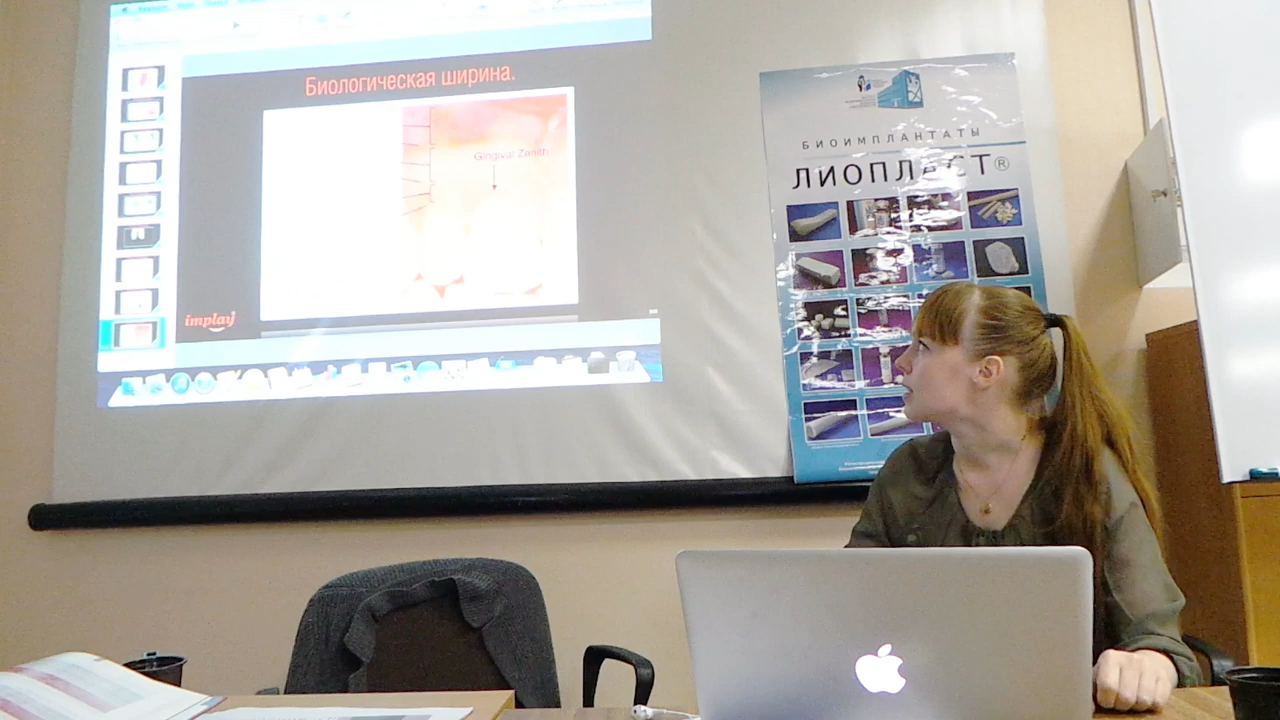 Биологическая ширина.
Gingival Zenith
implay
БИОИМПЛАНТАТЫ
ЛИОПЛАСТ®